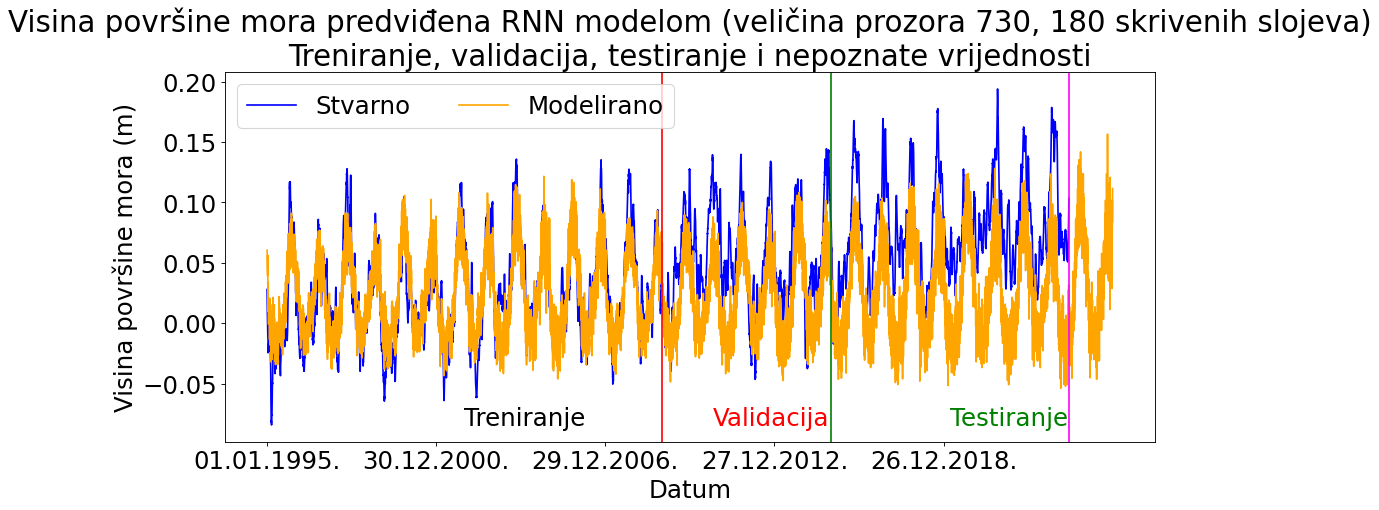 Visina površine mora predviđena RNN modelom (veličina prozora 730, 180 skrivenih slojeva)
Treniranje, validacija, testiranje i nepoznate vrijednosti
Stvarno
Modelirano
Visina površine mora (m)
0.20
0.15
0.10
0.05
0.00
−0.05
Treniranje
Validacija
Testiranje
01.01.1995.
30.12.2000.
29.12.2006.
27.12.2012.
26.12.2018.
Datum